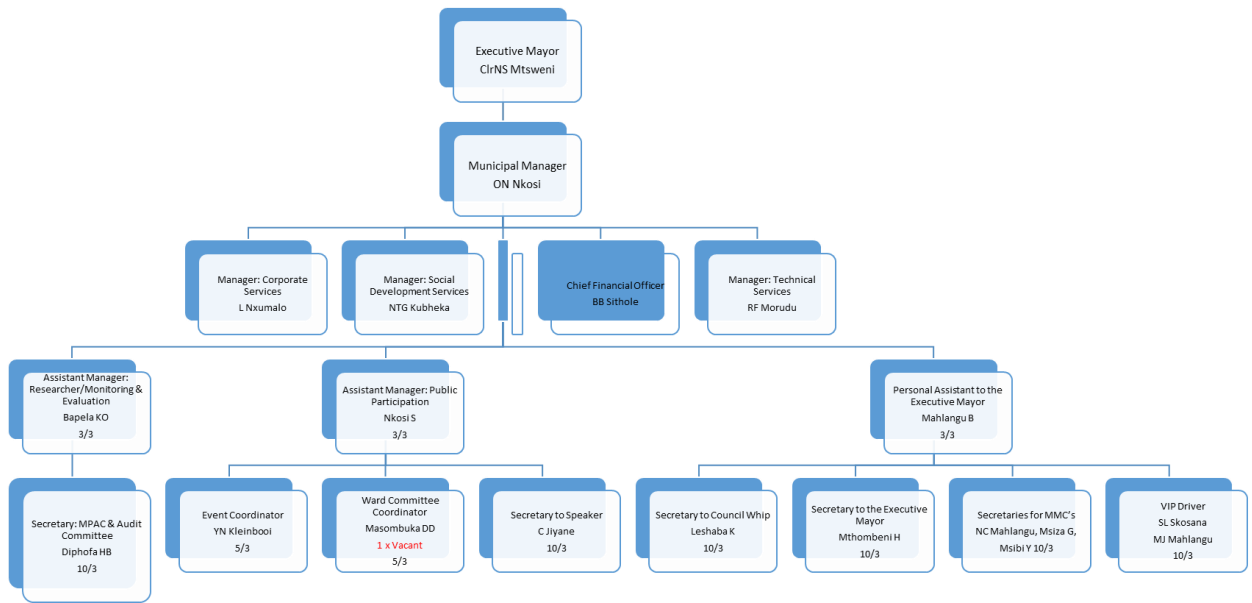 Executive Mayor
ClrNS Mtsweni
Municipal Manager
ON Nkosi
Manager: Corporate
Services
L Nxumalo
Manager: Social
Development Services
NTG Kubheka
Chief Financial Officer
BB Sithole
Manager: Technical
Services
RF Morudu
Assistant Manager:
Researcher/Monitoring &
Evaluation
Bapela KO
3/3
Assistant Manager: Public
Participation
Nkosi S
3/3
Personal Assistant to the
Executive Mayor
Mahlangu B
3/3
Secretary: MPAC & Audit
Committee
Diphofa HB
10/3
Event Coordinator
YN Kleinbooi
5/3
Ward Committee
Coordinator
Masombuka DD
1 x Vacant
5/3
Secretary to Speaker
C Jiyane
10/3
Secretary to Council Whip
Leshaba K
10/3
Secretary to the Executive
Mayor
Mthombeni H
10/3
Secretaries for MMC's
NC Mahlangu, Msiza G,
Msibi Y 10/3
VIP Driver
SL Skosana
MJ Mahlangu
10/3